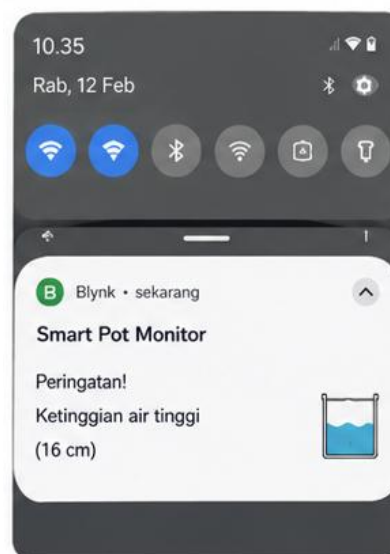 10.35
Rab, 12 Feb
B Blynk • sekarang
Smart Pot Monitor
Peringatan!
Ketinggian air tinggi
(16 cm)